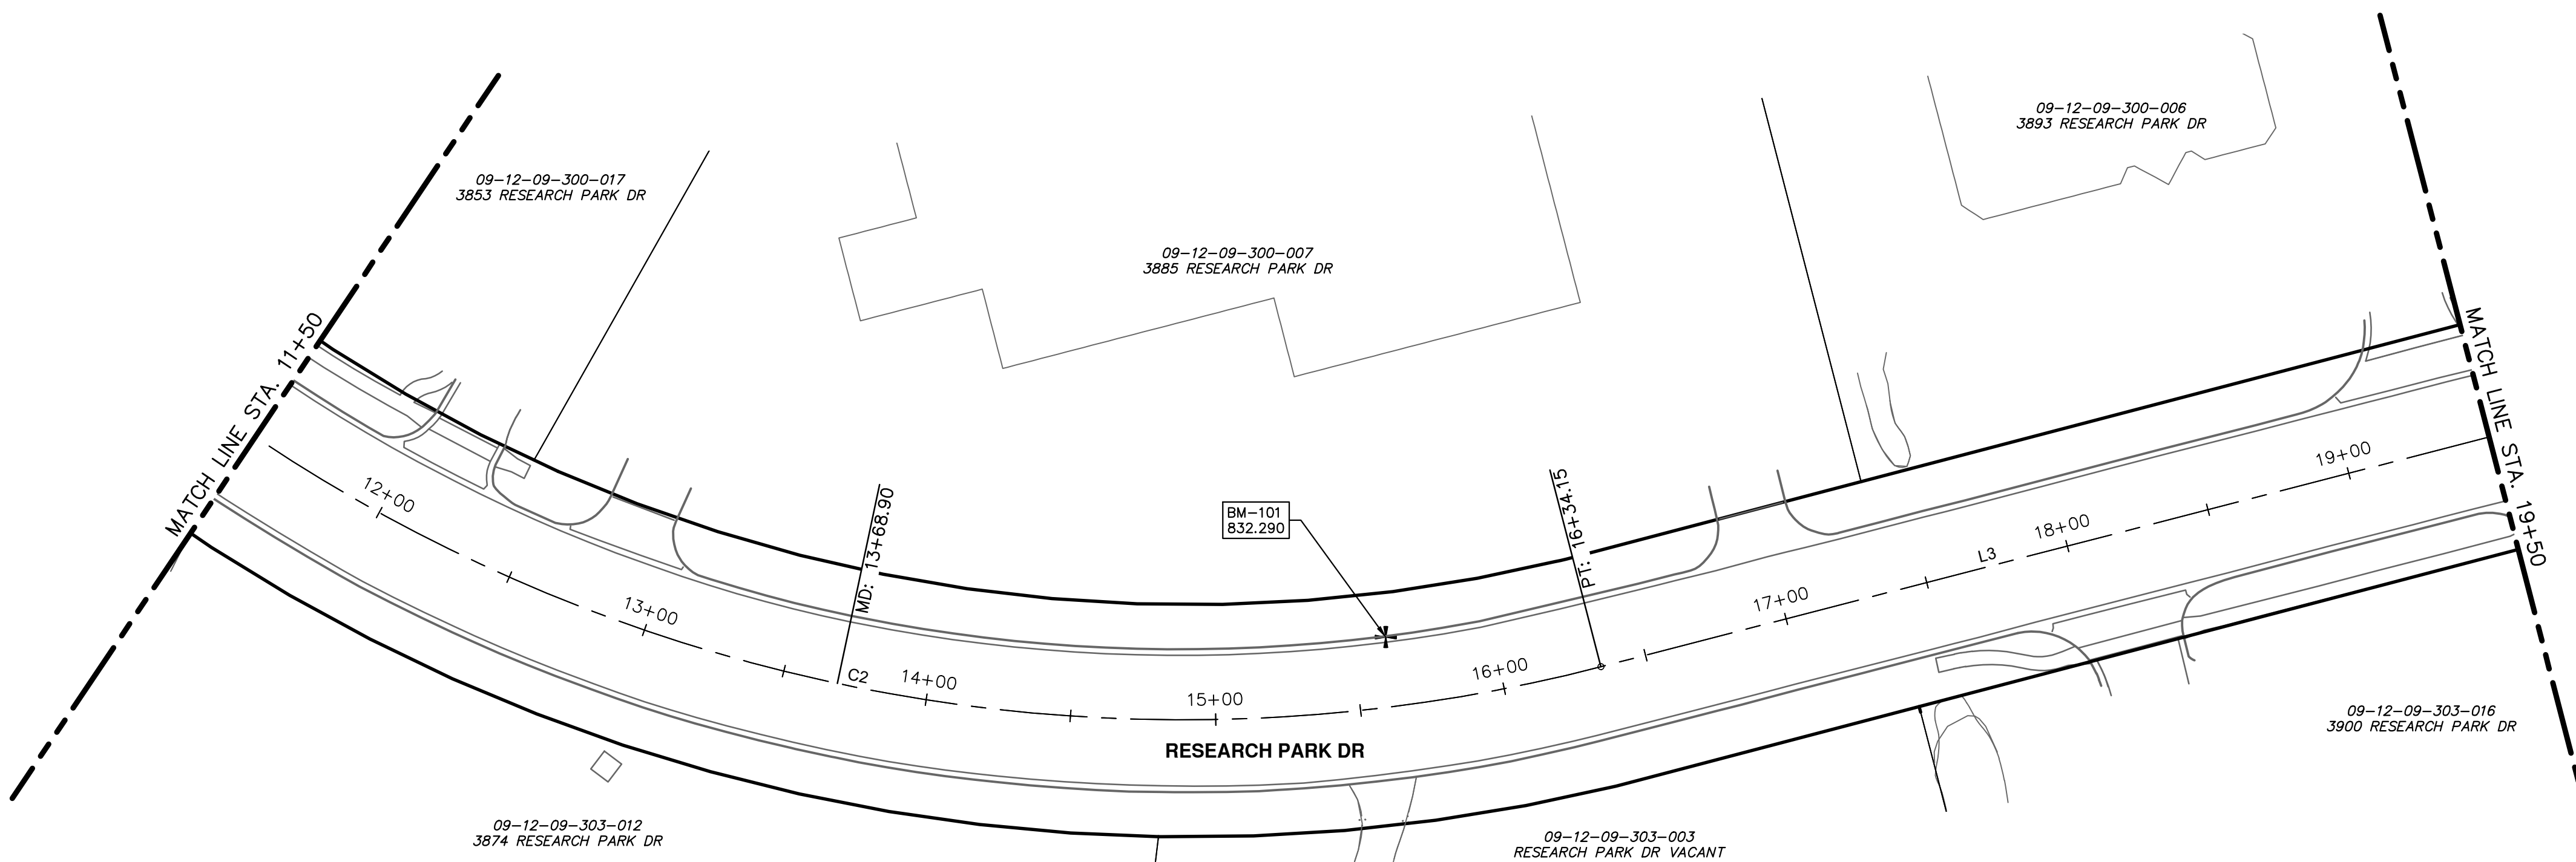 09-12-09-300-006
3893 RESEARCH PARK DR
09-12-09-300-017
3853 RESEARCH PARK DR
09-12-09-300-007
3885 RESEARCH PARK DR
MATCH LINE STA. 11+50
MATCH LINE STA. 19+50
12+00
13+00
MD: 13+68.90
C2
14+00
15+00
BM-101
832.290
16+00
PT: 16+34.15
17+00
L3
18+00
19+00
RESEARCH PARK DR
09-12-09-303-016
3900 RESEARCH PARK DR
09-12-09-303-012
3874 RESEARCH PARK DR
09-12-09-303-003
RESEARCH PARK DR VACANT